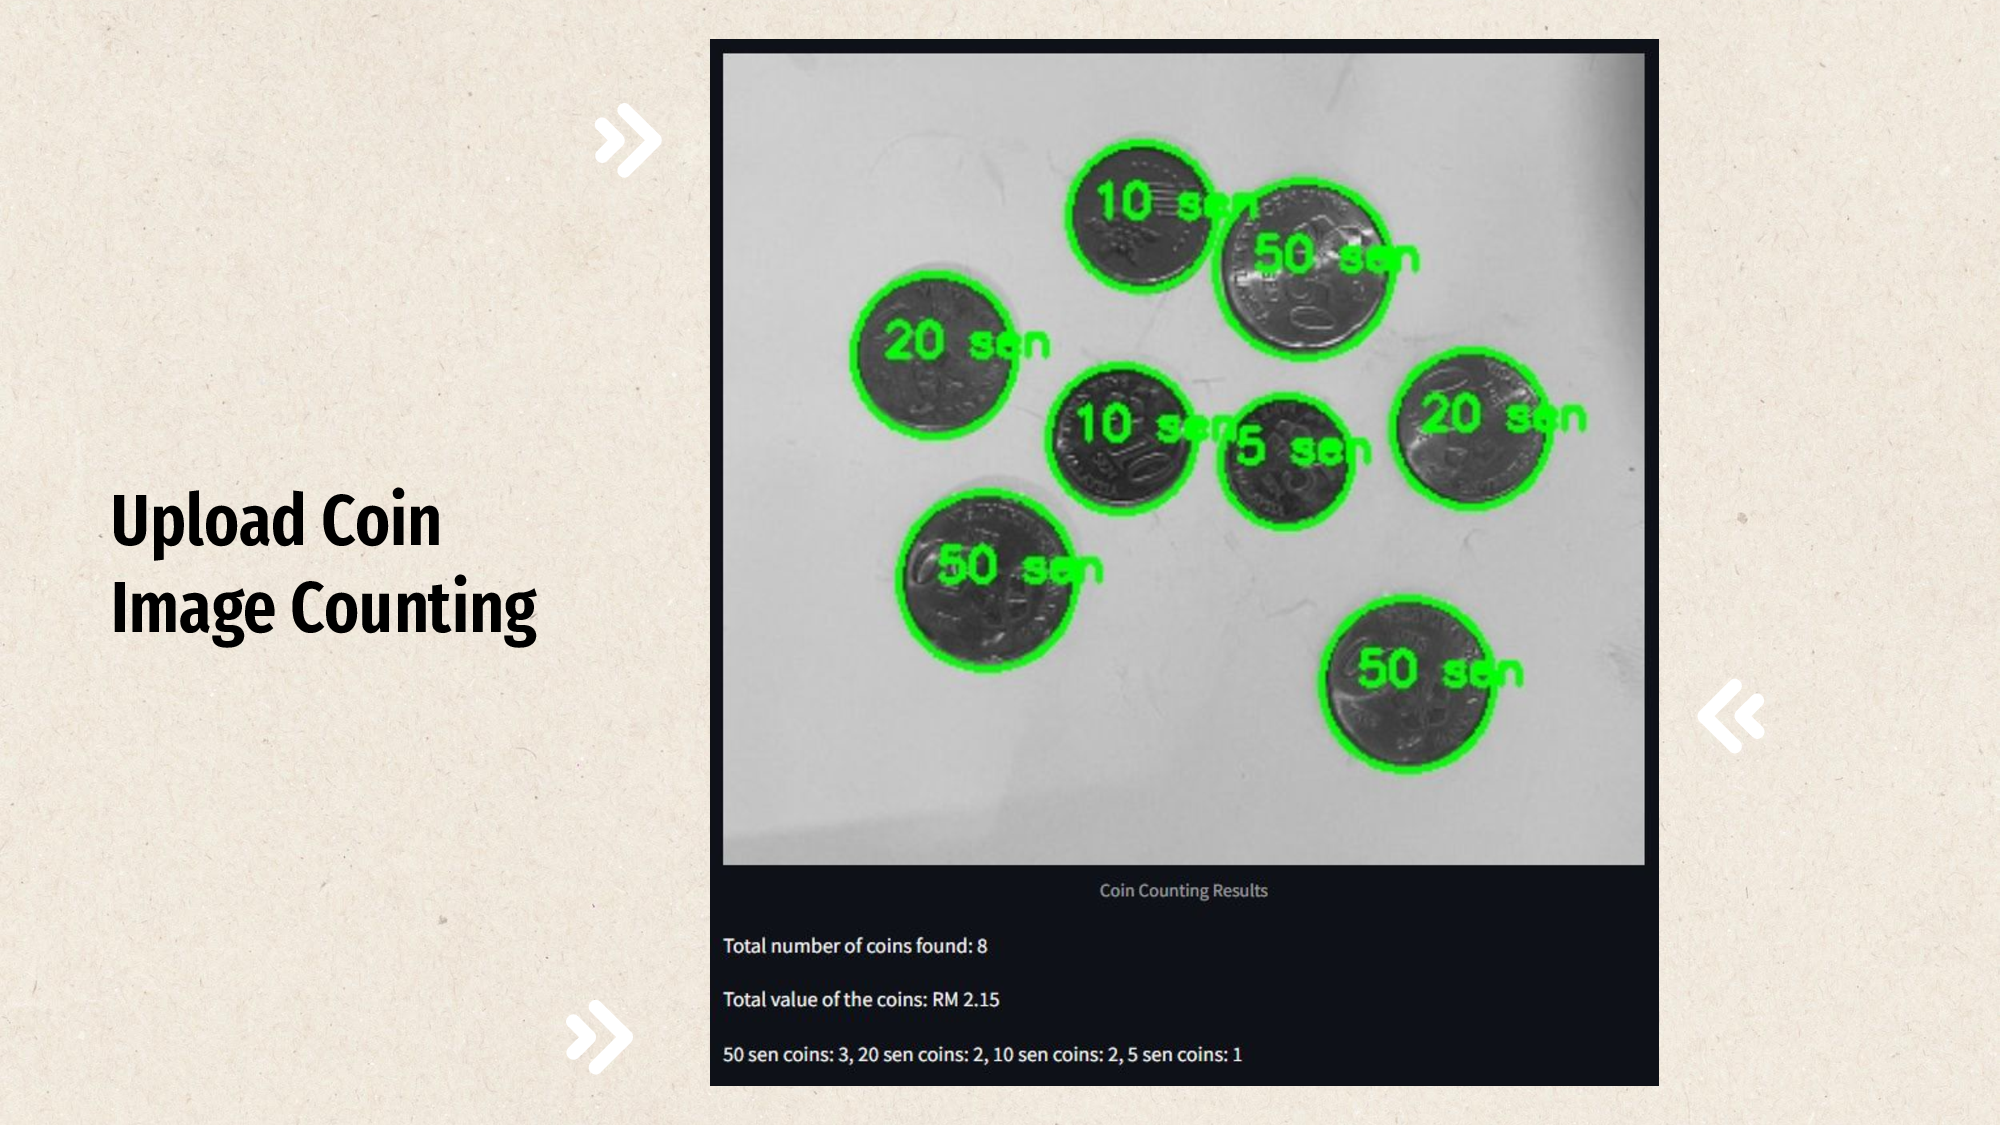 Upload Coin
Image Counting
10 sen
50 sen
20 sen
10 sen
5 sen
20 sen
50 sen
50 sen
Coin Counting Results
Total number of coins found: 8
Total value of the coins: RM 2.15
50 sen coins: 3, 20 sen coins: 2, 10 sen coins: 2, 5 sen coins: 1